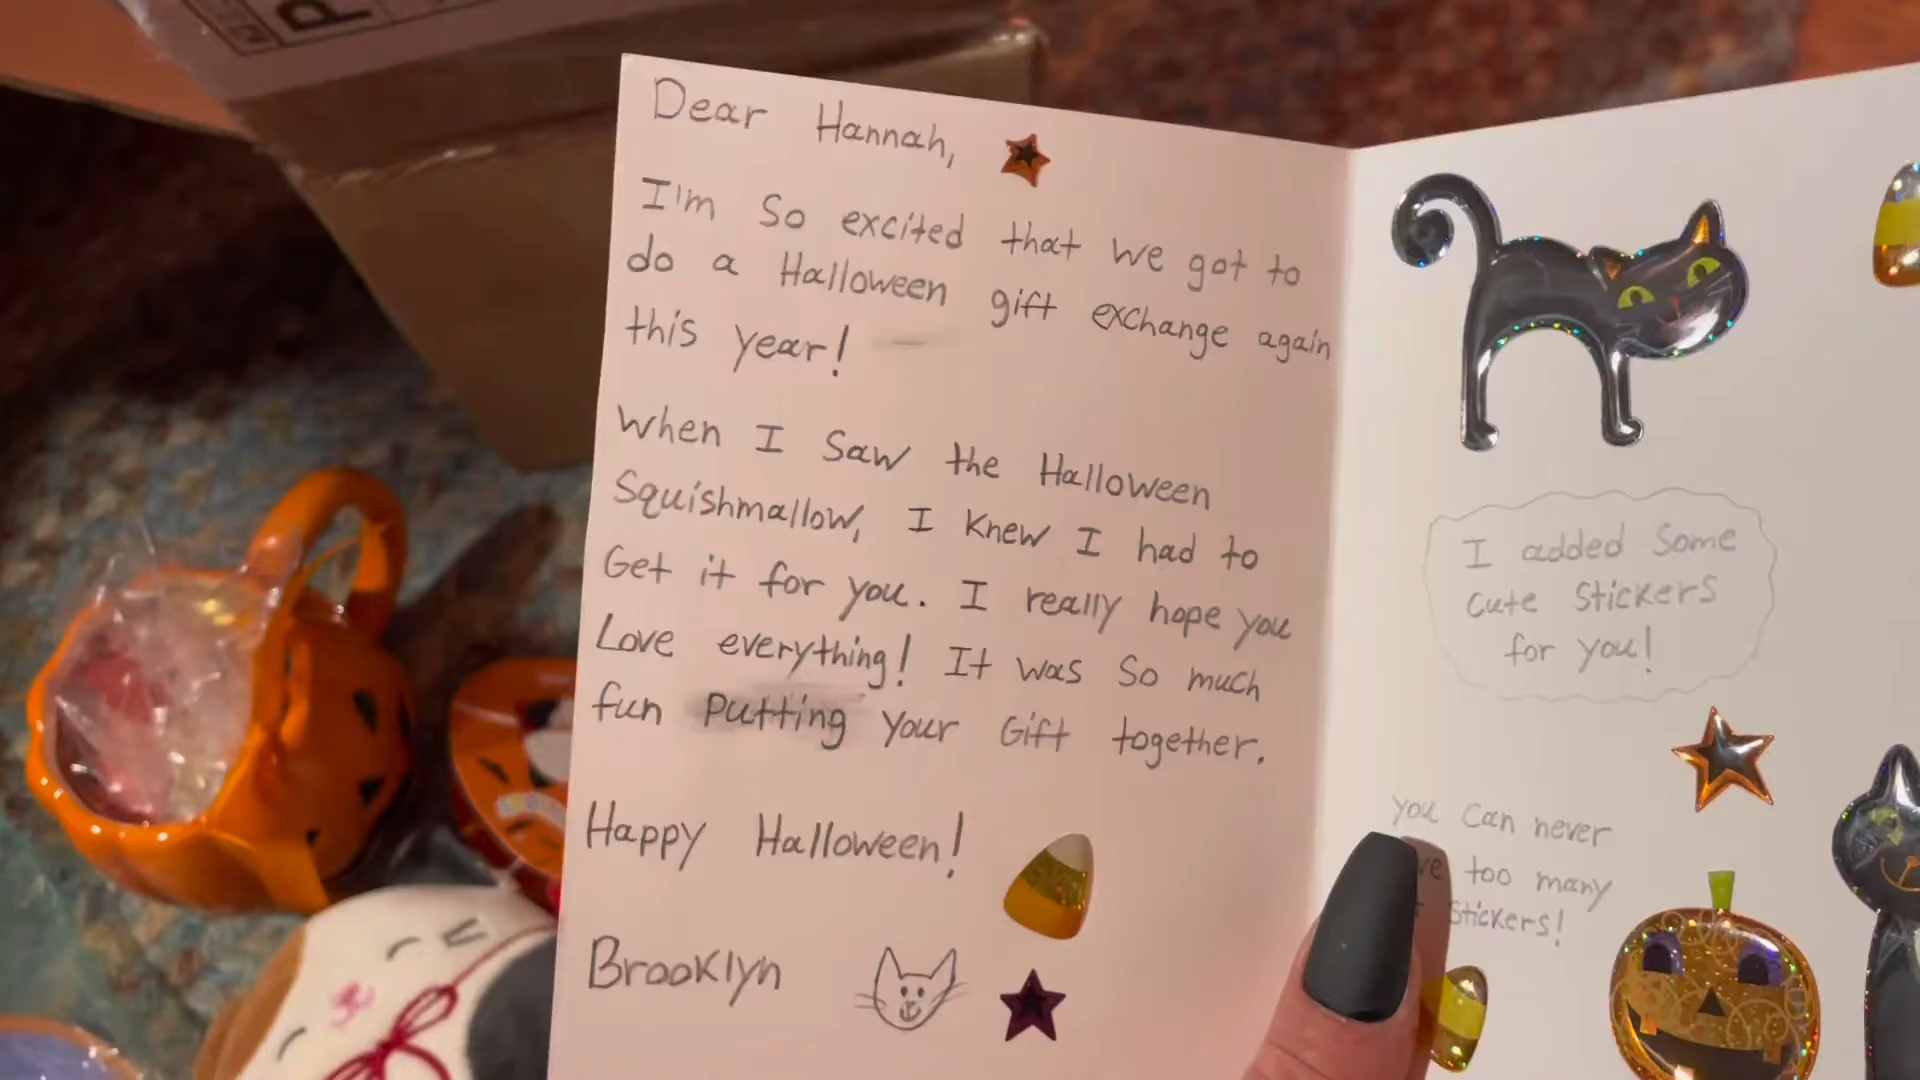 Dear Hannah,
I'm so excited that we got to
do a Halloween gift exchange again
this year!
When I saw the Halloween
Squishmallow, I knew I had to
Get it for you. I really hope you
Love everything! It was so much
fun putting your Gift together.
Happy Halloween!
Brooklyn
I added some
cute stickers
for you!
you can never
too many
stickers!
P